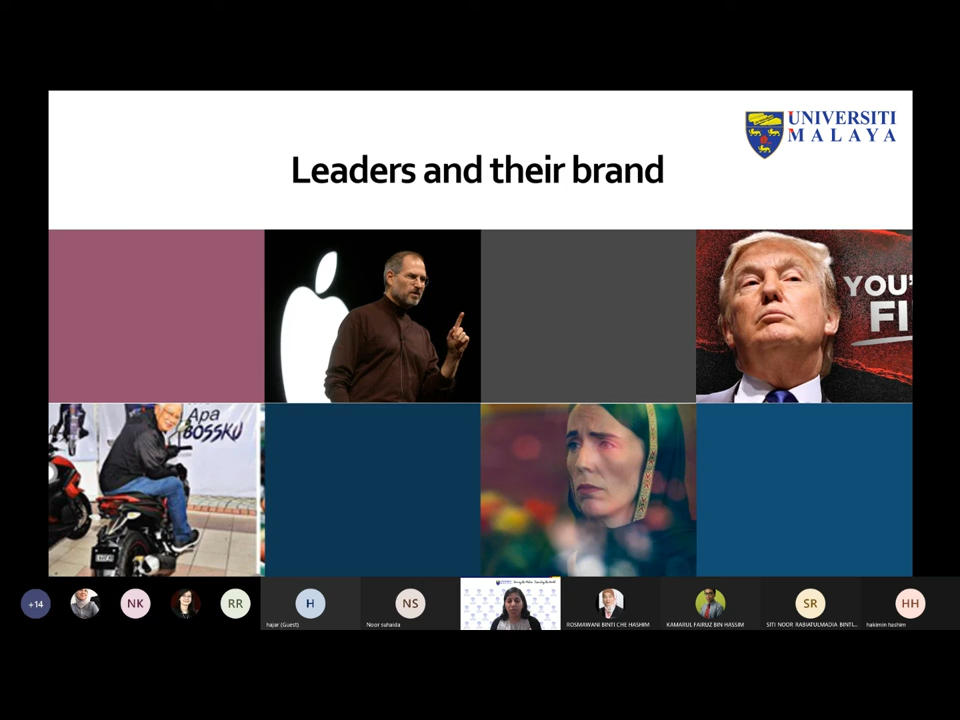 UNIVERSITI
MALAYA
Leaders and their brand
YOU'
FI
Apa
BOSSKU
+14
NK
RR
H
hajar (Guest)
NS
Noor suhaida
ROSMAWANI BINTI CHE HASHIM
KAMARUL FAIRUZ BIN HASSIM
SR
SITI NOOR RABIATULMADIA BINTI...
HH
hakimin hashim